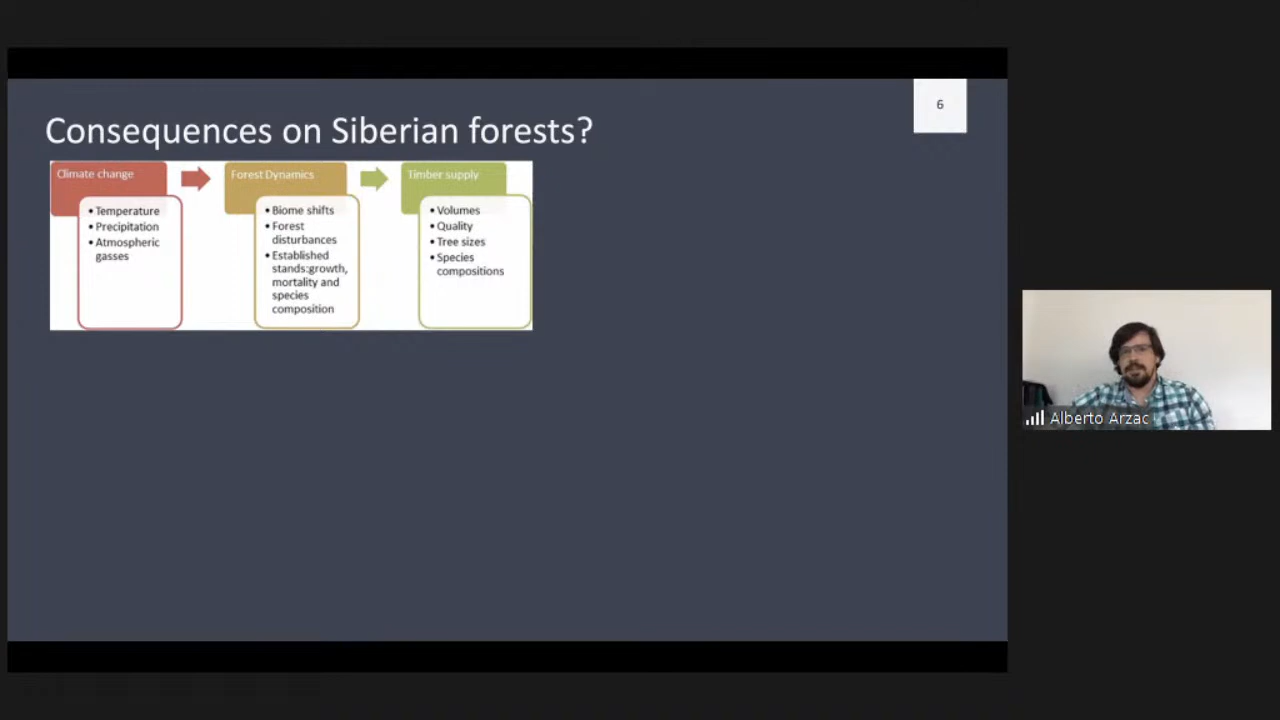 6
Consequences on Siberian forests?
Climate change
• Temperature
• Precipitation
• Atmospheric
gasses
Forest Dynamics
• Biome shifts
• Forest
disturbances
• Established
stands:growth,
mortality and
species
composition
Timber supply
• Volumes
• Quality
• Tree sizes
• Species
compositions
Alberto Arzac